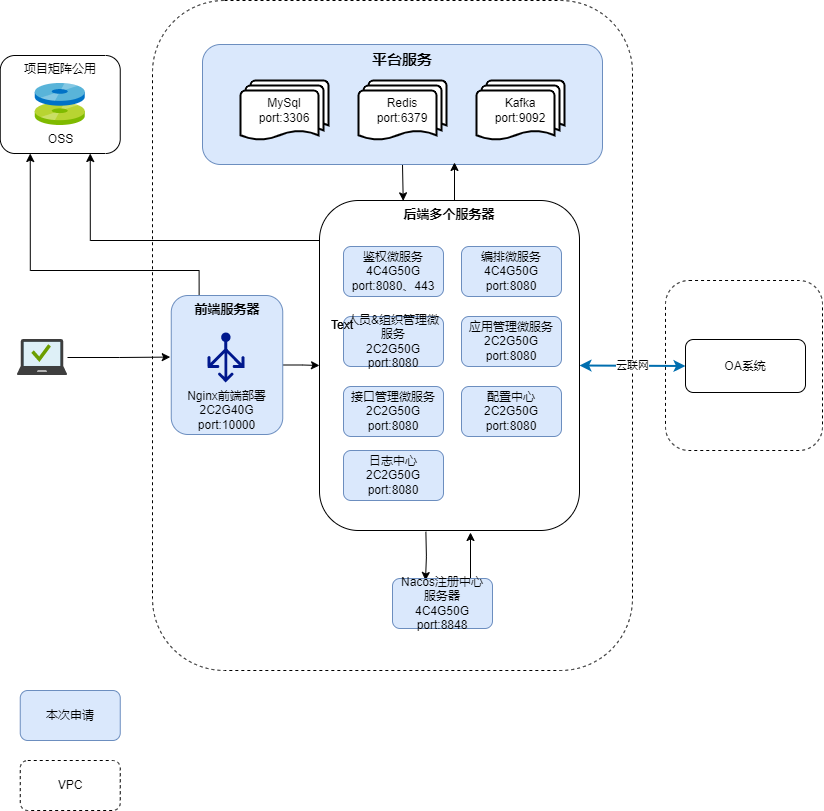 平台服务
MySql
port:3306
Redis
port:6379
Kafka
port:9092
项目矩阵公用
OSS
后端多个服务器
鉴权微服务
4C4G50G
port:8080、443
编排微服务
4C4G50G
port:8080
Text
人员&组织管理微
服务
2C2G50G
port:8080
应用管理微服务
2C2G50G
port:8080
接口管理微服务
2C2G50G
port:8080
配置中心
2C2G50G
port:8080
日志中心
2C2G50G
port:8080
前端服务器
Nginx前端部署
2C2G40G
port:10000
云联网
OA系统
Nacos注册中心
服务器
4C4G50G
port:8848
本次申请
VPC